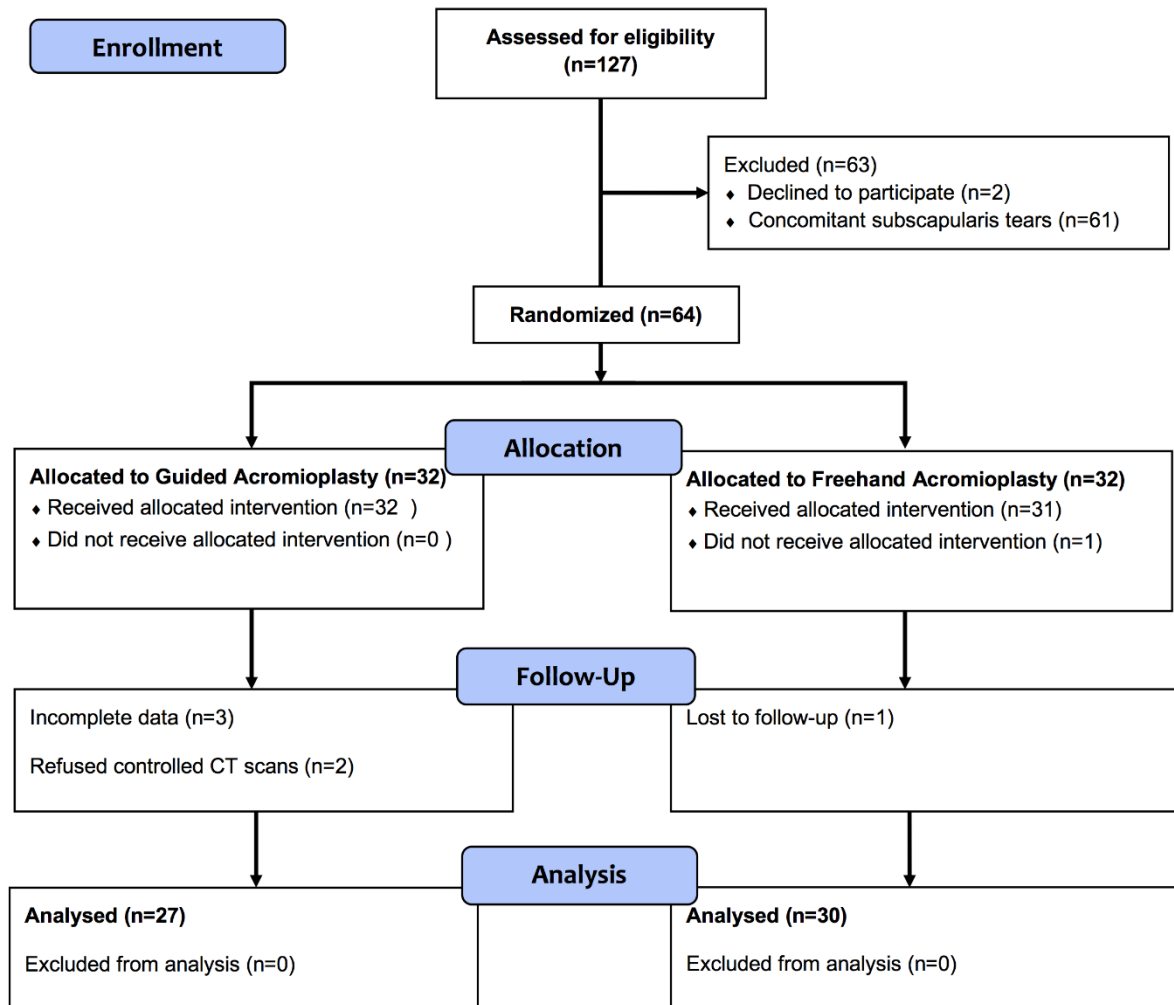 Enrollment
Assessed for eligibility
(n=127)
Excluded (n=63)
⬧ Declined to participate (n=2)
⬧ Concomitant subscapularis tears (n=61)
Randomized (n=64)
Allocation
Allocated to Guided Acromioplasty (n=32)
⬧ Received allocated intervention (n=32 )
⬧ Did not receive allocated intervention (n=0 )
Allocated to Freehand Acromioplasty (n=32)
⬧ Received allocated intervention (n=31)
⬧ Did not receive allocated intervention (n=1)
Follow-Up
Incomplete data (n=3)
Refused controlled CT scans (n=2)
Lost to follow-up (n=1)
Analysis
Analysed (n=27)
Excluded from analysis (n=0)
Analysed (n=30)
Excluded from analysis (n=0)